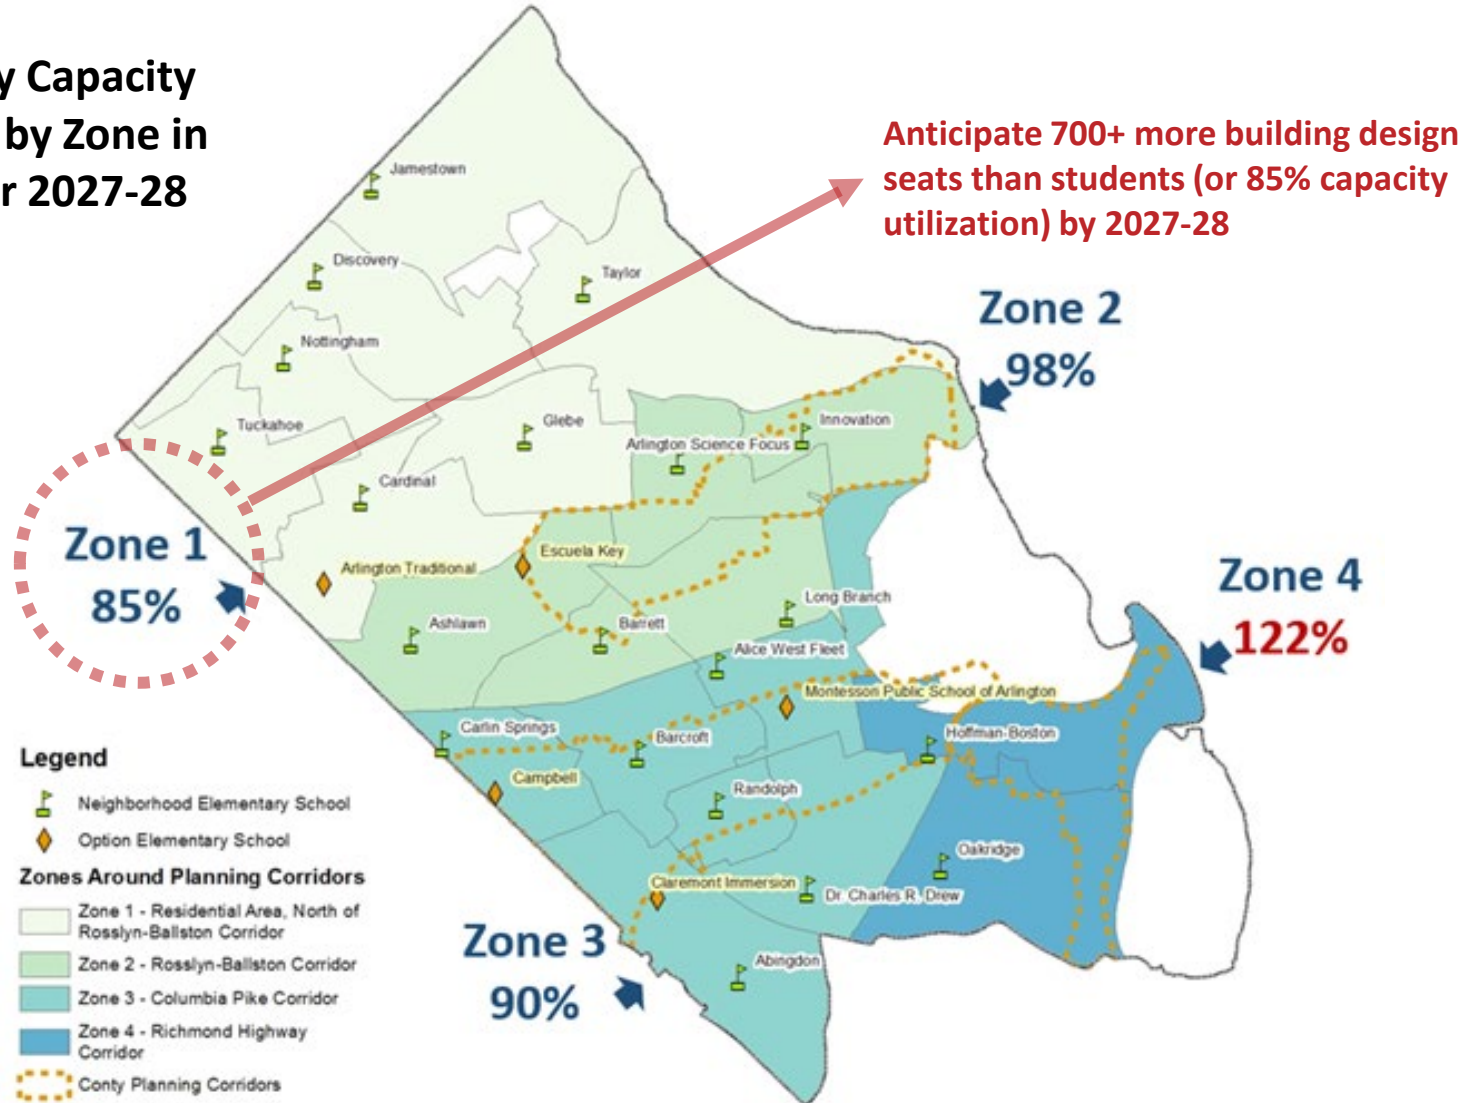 y Capacity
by Zone in
r 2027-28
Anticipate 700+ more building design
seats than students (or 85% capacity
utilization) by 2027-28
Jamestown
Discovery
Taylor
Nottingham
Zone 2
98%
Tuckahoe
Glebe
Innovation
Arlington Science Focus
Cardinal
Zone 1
85%
Arlington Traditional
Escuela Key
Zone 4
122%
Long Branch
Ashlawn
Barrett
Alice West Fleet
Montesson Public School of Arlington
Carlin Springs
Barcroft
Hoffman-Boston
Campbell
Randolph
Oakridge
Claremont Immersion
Dr. Charles R. Drew
Zone 3
90%
Abingdon
Legend
Neighborhood Elementary School
Option Elementary School
Zones Around Planning Corridors
Zone 1 - Residential Area, North of
Rosslyn-Ballston Corridor
Zone 2 - Rosslyn-Ballston Corridor
Zone 3 - Columbia Pike Corridor
Zone 4 - Richmond Highway
Corridor
Conty Planning Corridors